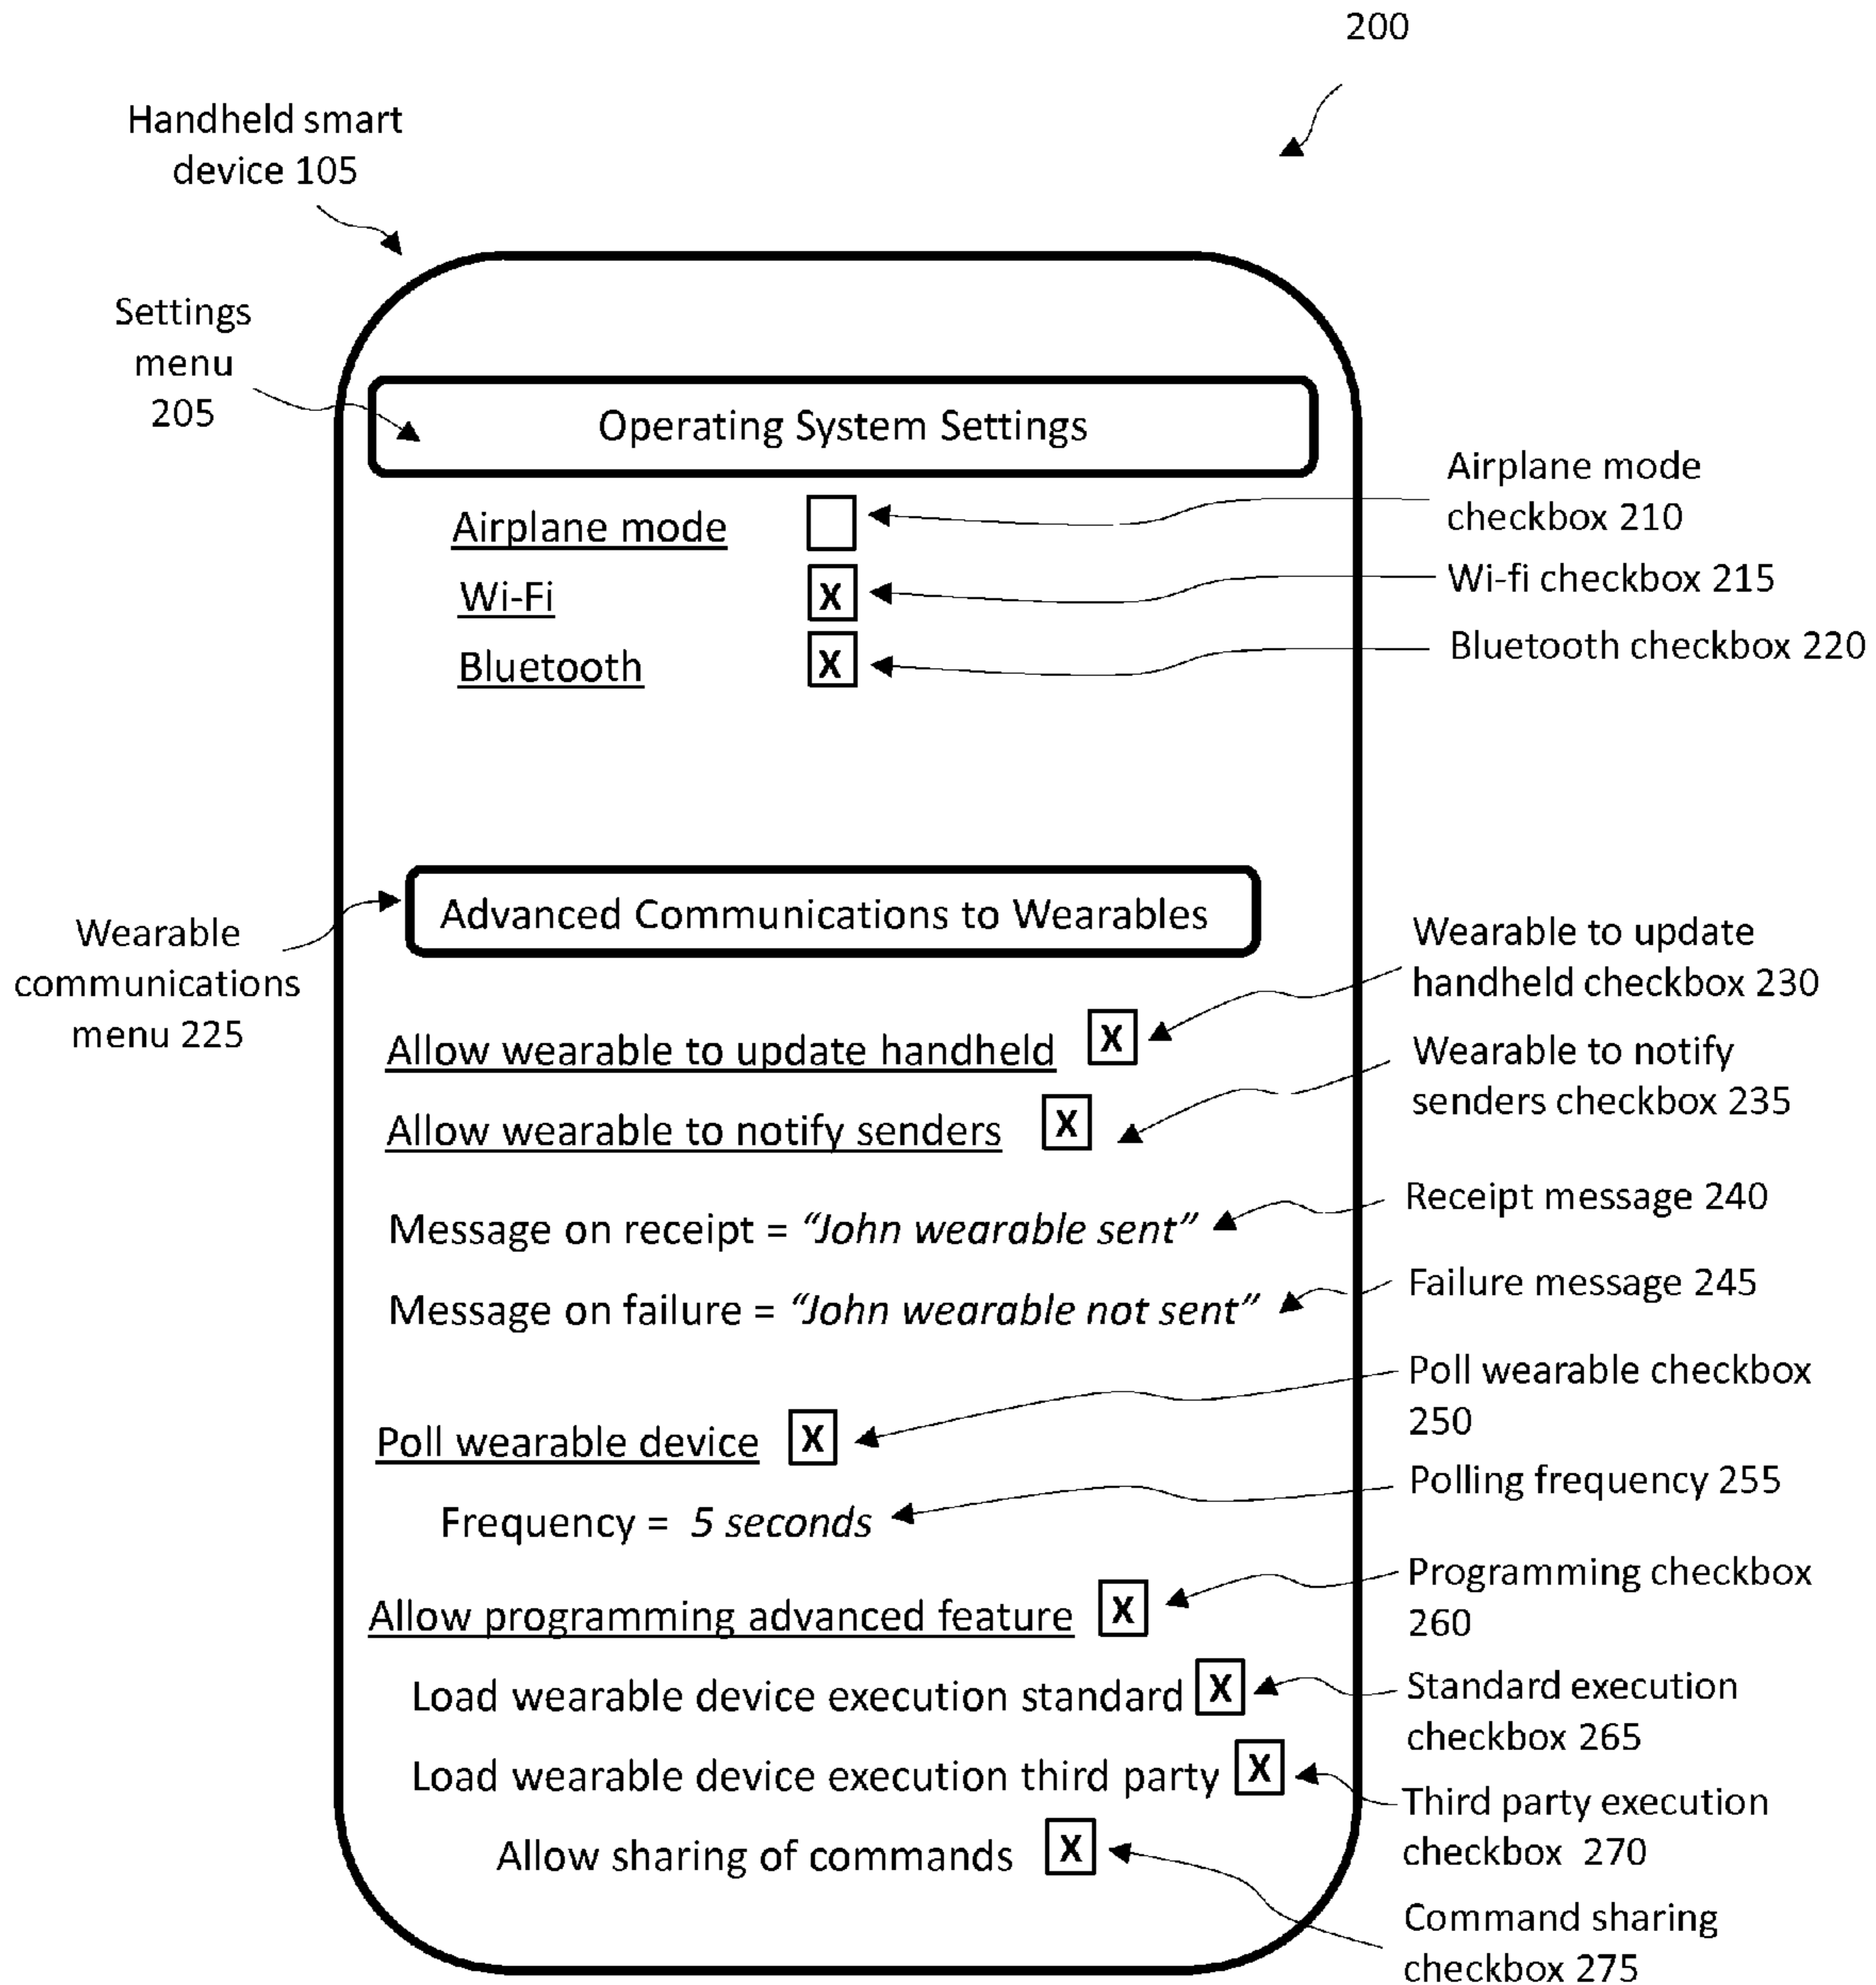 200
Handheld smart
device 105
Settings
menu
205
Operating System Settings
Airplane mode
Airplane mode
checkbox 210
Wi-Fi
X
Wi-fi checkbox 215
Bluetooth
X
Bluetooth checkbox 220
Wearable
communications
menu 225
Advanced Communications to Wearables
Allow wearable to update handheld X
Wearable to update
handheld checkbox 230
Allow wearable to notify senders X
Wearable to notify
senders checkbox 235
Message on receipt = “John wearable sent”
Receipt message 240
Message on failure = “John wearable not sent”
Failure message 245
Poll wearable device X
Poll wearable checkbox
250
Frequency = 5 seconds
Polling frequency 255
Allow programming advanced feature X
Programming checkbox
260
Load wearable device execution standard X
Standard execution
checkbox 265
Load wearable device execution third party X
Third party execution
checkbox 270
Allow sharing of commands X
Command sharing
checkbox 275